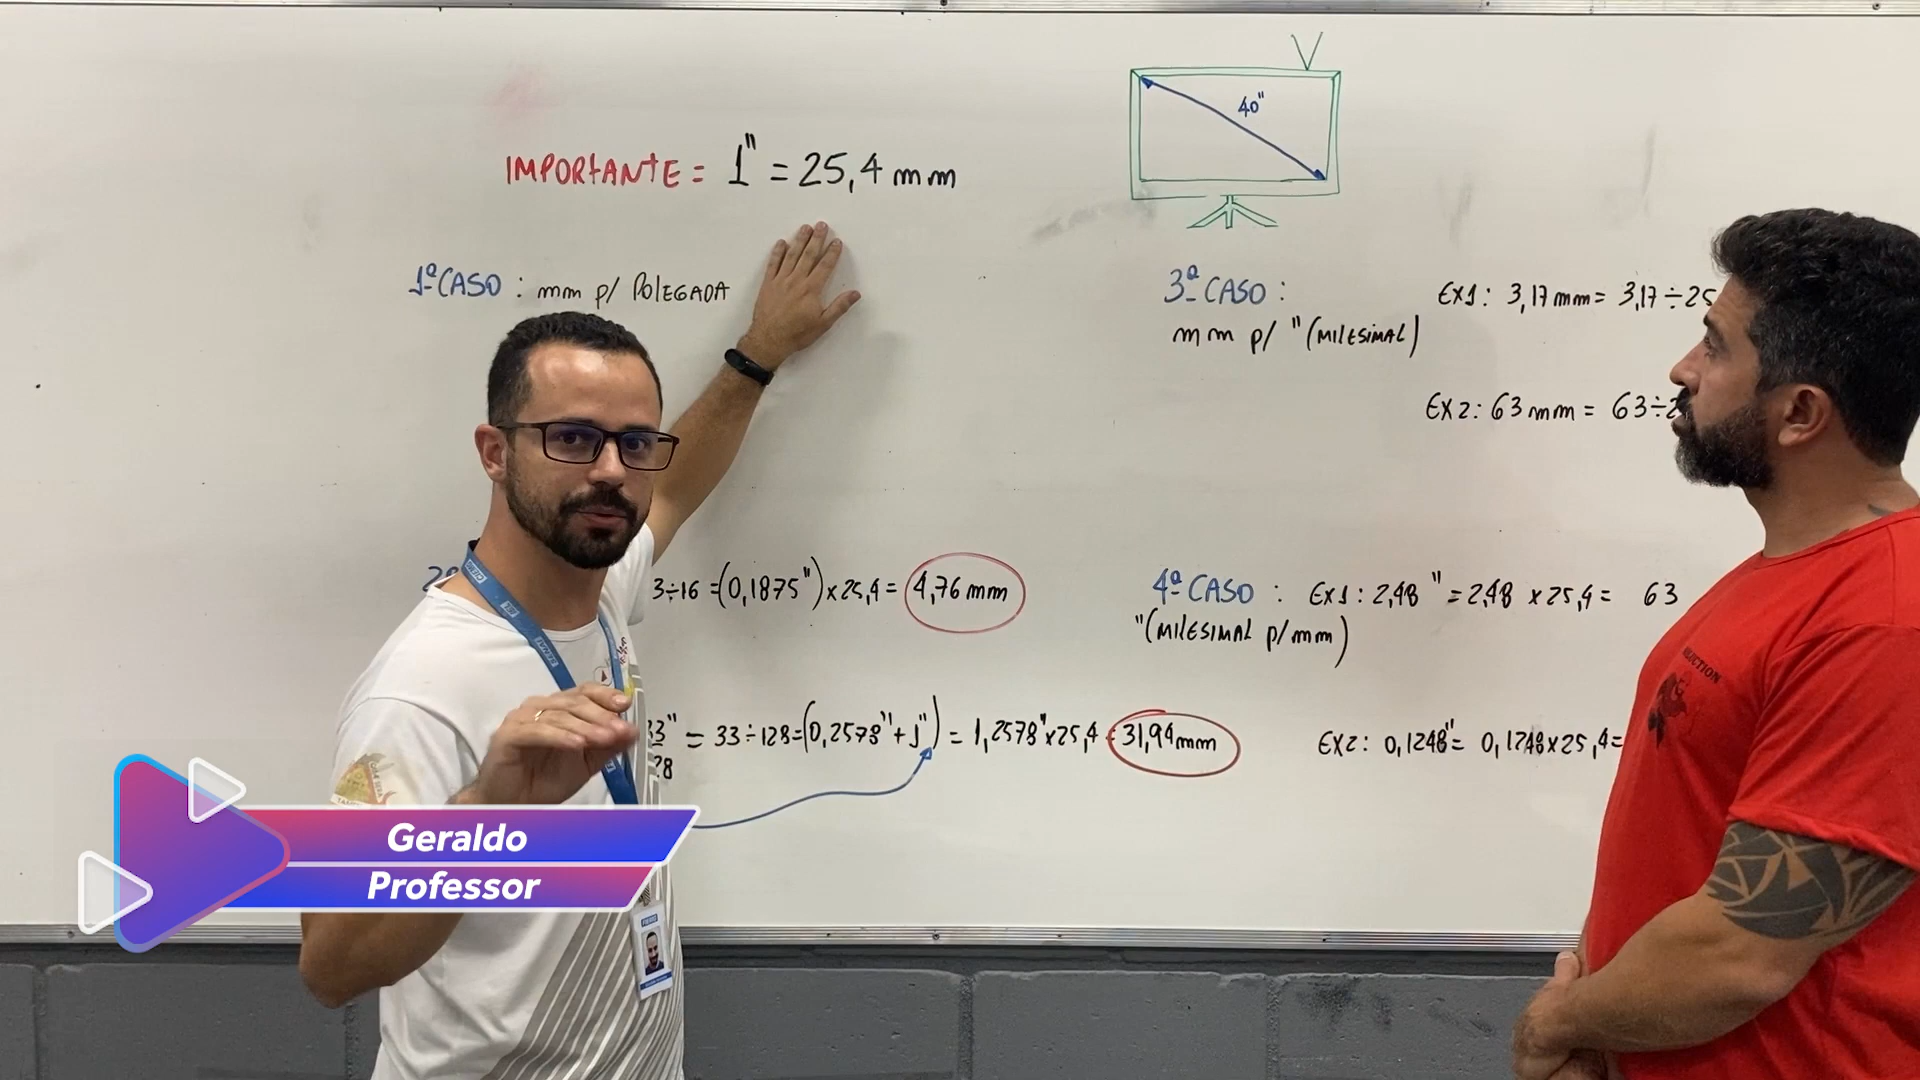 40"
IMPORTANTE = 1" = 25,4 mm
1º CASO : mm p/ POLEGADA
3º CASO :
mm p/ " (MILESIMAL)
EX1: 3,17 mm = 3,17 ÷ 25
EX2: 63 mm = 63 ÷ 2
3 ÷ 16 = (0,1875") x 25,4 = 4,76 mm
4º CASO : EX1: 2,48" = 2,48 x 25,4 = 63
"(MILESIMAL p/ mm)
33" = 33 ÷ 128 = (0,2578" + 1") = 1,2578" x 25,4 = 31,94 mm
28
EX2: 0,1248" = 0,1248 x 25,4 =
Geraldo
Professor